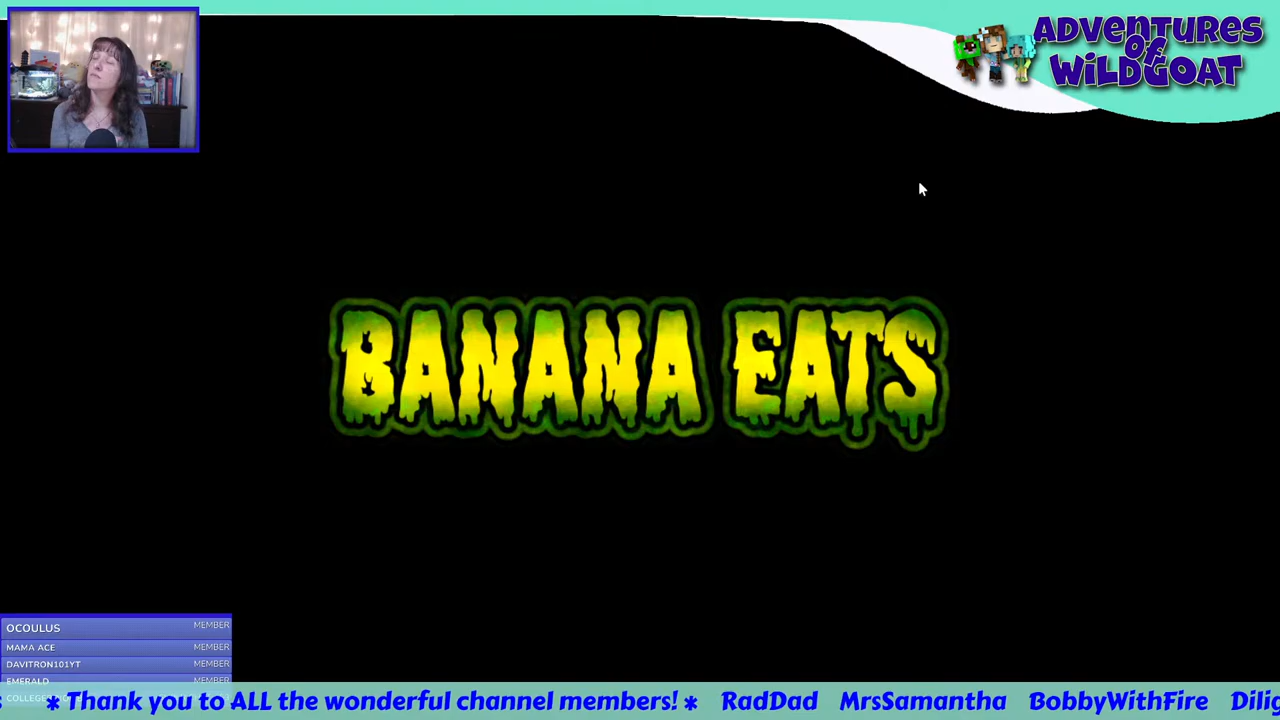 ADVENTURES
OF
WILDGOAT
BANANA EATS
OCOULUS MEMBER
MAMA ACE MEMBER
DAVITRON101YT MEMBER
EMERALD MEMBER
* Thank you to ALL the wonderful channel members! * RadDad MrsSamantha BobbyWithFire Dilig